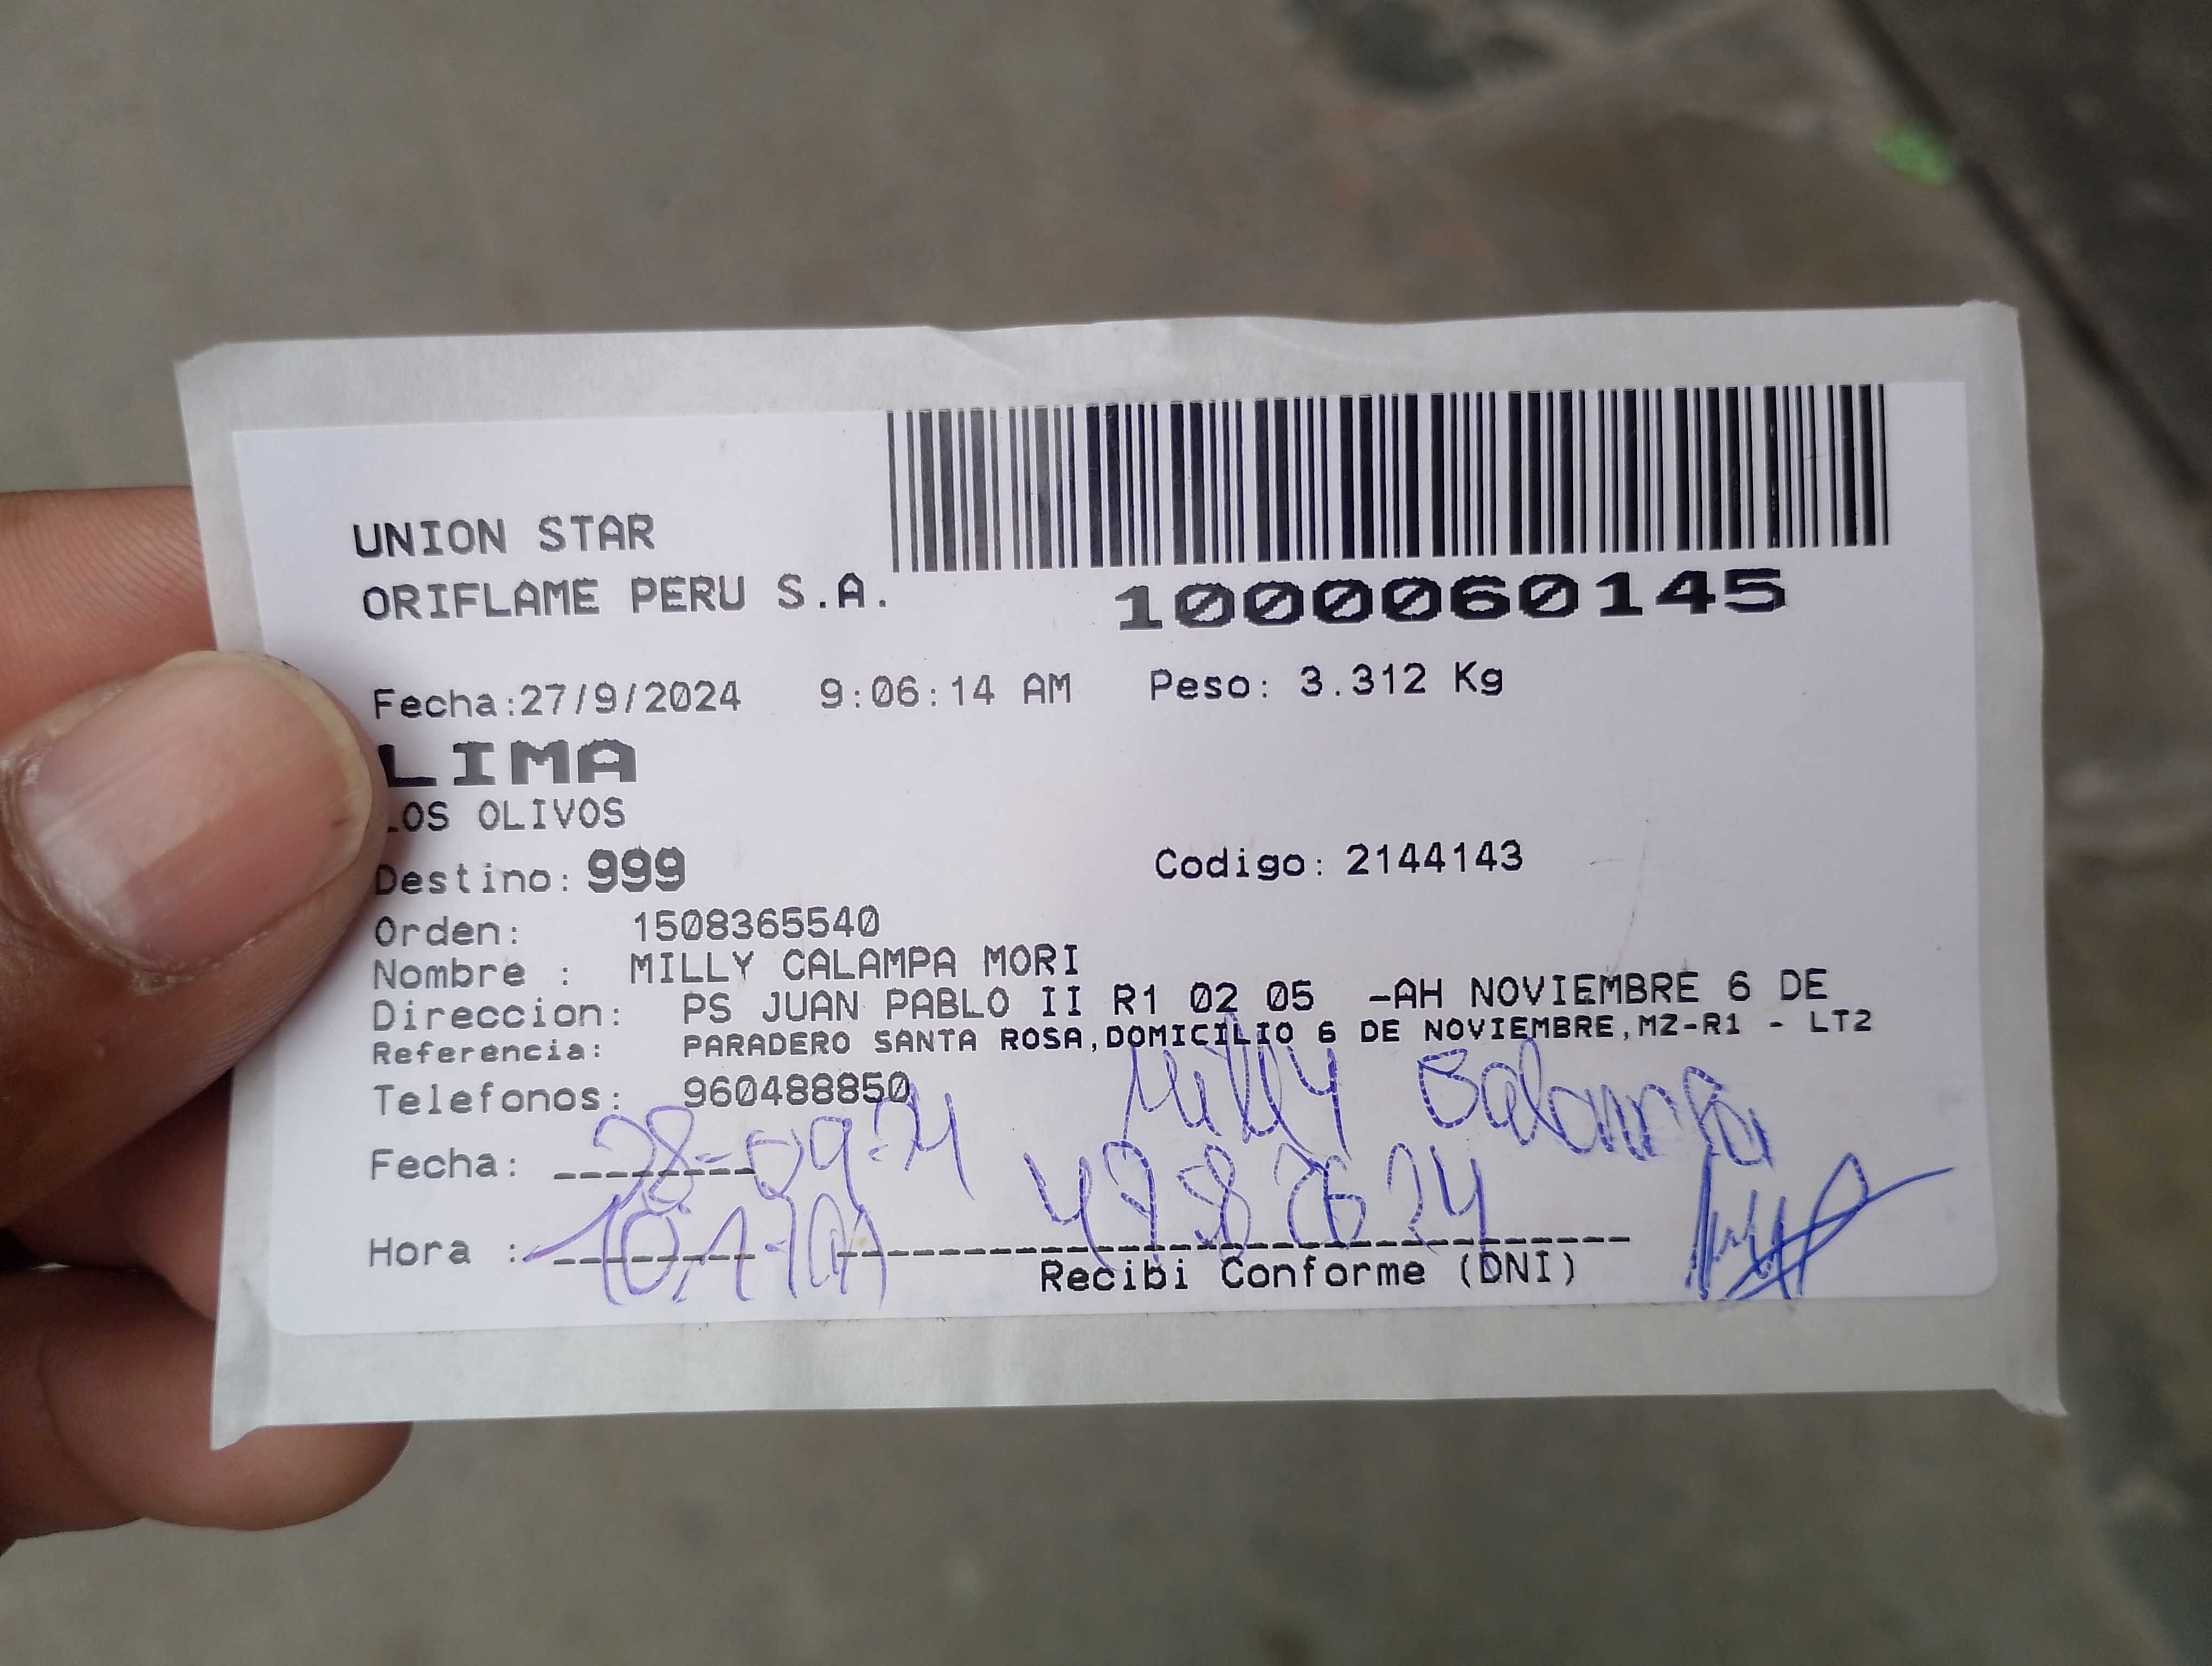 UNION STAR
ORIFLAME PERU S.A.
1000060145
Fecha:27/9/2024 9:06:14 AM Peso: 3.312 Kg
LIMA
LOS OLIVOS
Destino: 999 Codigo: 2144143
Orden: 1508365540
Nombre : MILLY CALAMPA MORI
Direccion: PS JUAN PABLO II R1 02 05 -AH NOVIEMBRE 6 DE
Referencia: PARADERO SANTA ROSA,DOMICILIO 6 DE NOVIEMBRE,MZ-R1 - LT2
Telefonos: 960488850
Milly Calampa
Fecha: 28-09-24
Hora :
Recibi Conforme (DNI)